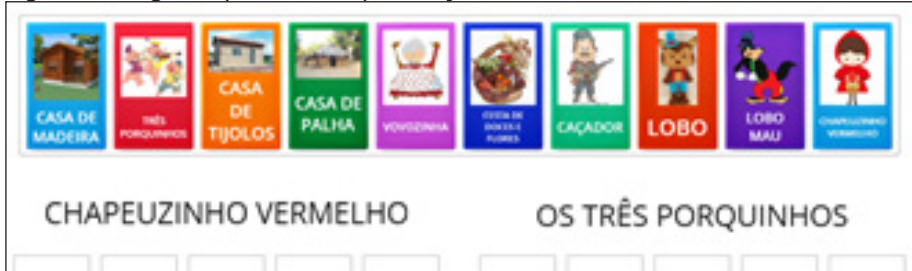 CASA DE
MADEIRA
TRÊS
PORQUINHOS
CASA
DE
TIJOLOS
CASA DE
PALHA
VOVOZINHA
CESTA DE
DOCES E
FLORES
CAÇADOR
LOBO
LOBO
MAU
CHAPEUZINHO
VERMELHO
CHAPEUZINHO VERMELHO
OS TRÊS PORQUINHOS